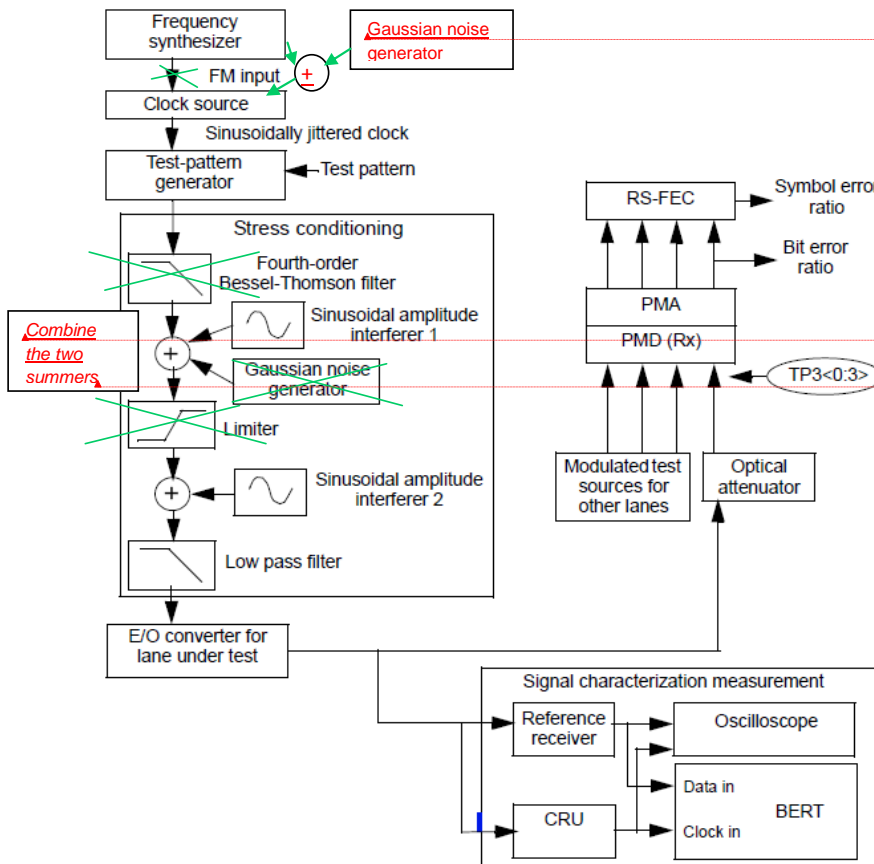 Frequency
synthesizer
Gaussian noise
generator
+
FM input
Clock source
Sinusoidally jittered clock
Test-pattern
generator
Test pattern
Stress conditioning
Fourth-order
Bessel-Thomson filter
Sinusoidal amplitude
interferer 1
Combine
the two
summers
+
Gaussian noise
generator
Limiter
+
Sinusoidal amplitude
interferer 2
Low pass filter
E/O converter for
lane under test
RS-FEC
Symbol error
ratio
Bit error
ratio
PMA
PMD (Rx)
TP3<0:3>
Modulated test
sources for
other lanes
Optical
attenuator
Signal characterization measurement
Reference
receiver
Oscilloscope
Data in
BERT
CRU
Clock in